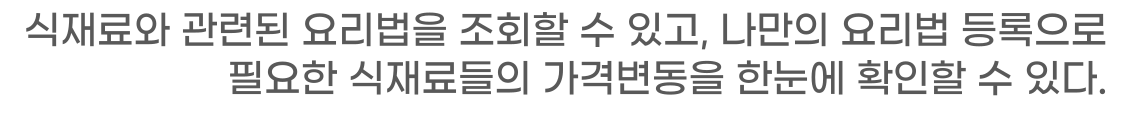 식재료와 관련된 요리법을 조회할 수 있고, 나만의 요리법 등록으로
필요한 식재료들의 가격변동을 한눈에 확인할 수 있다.